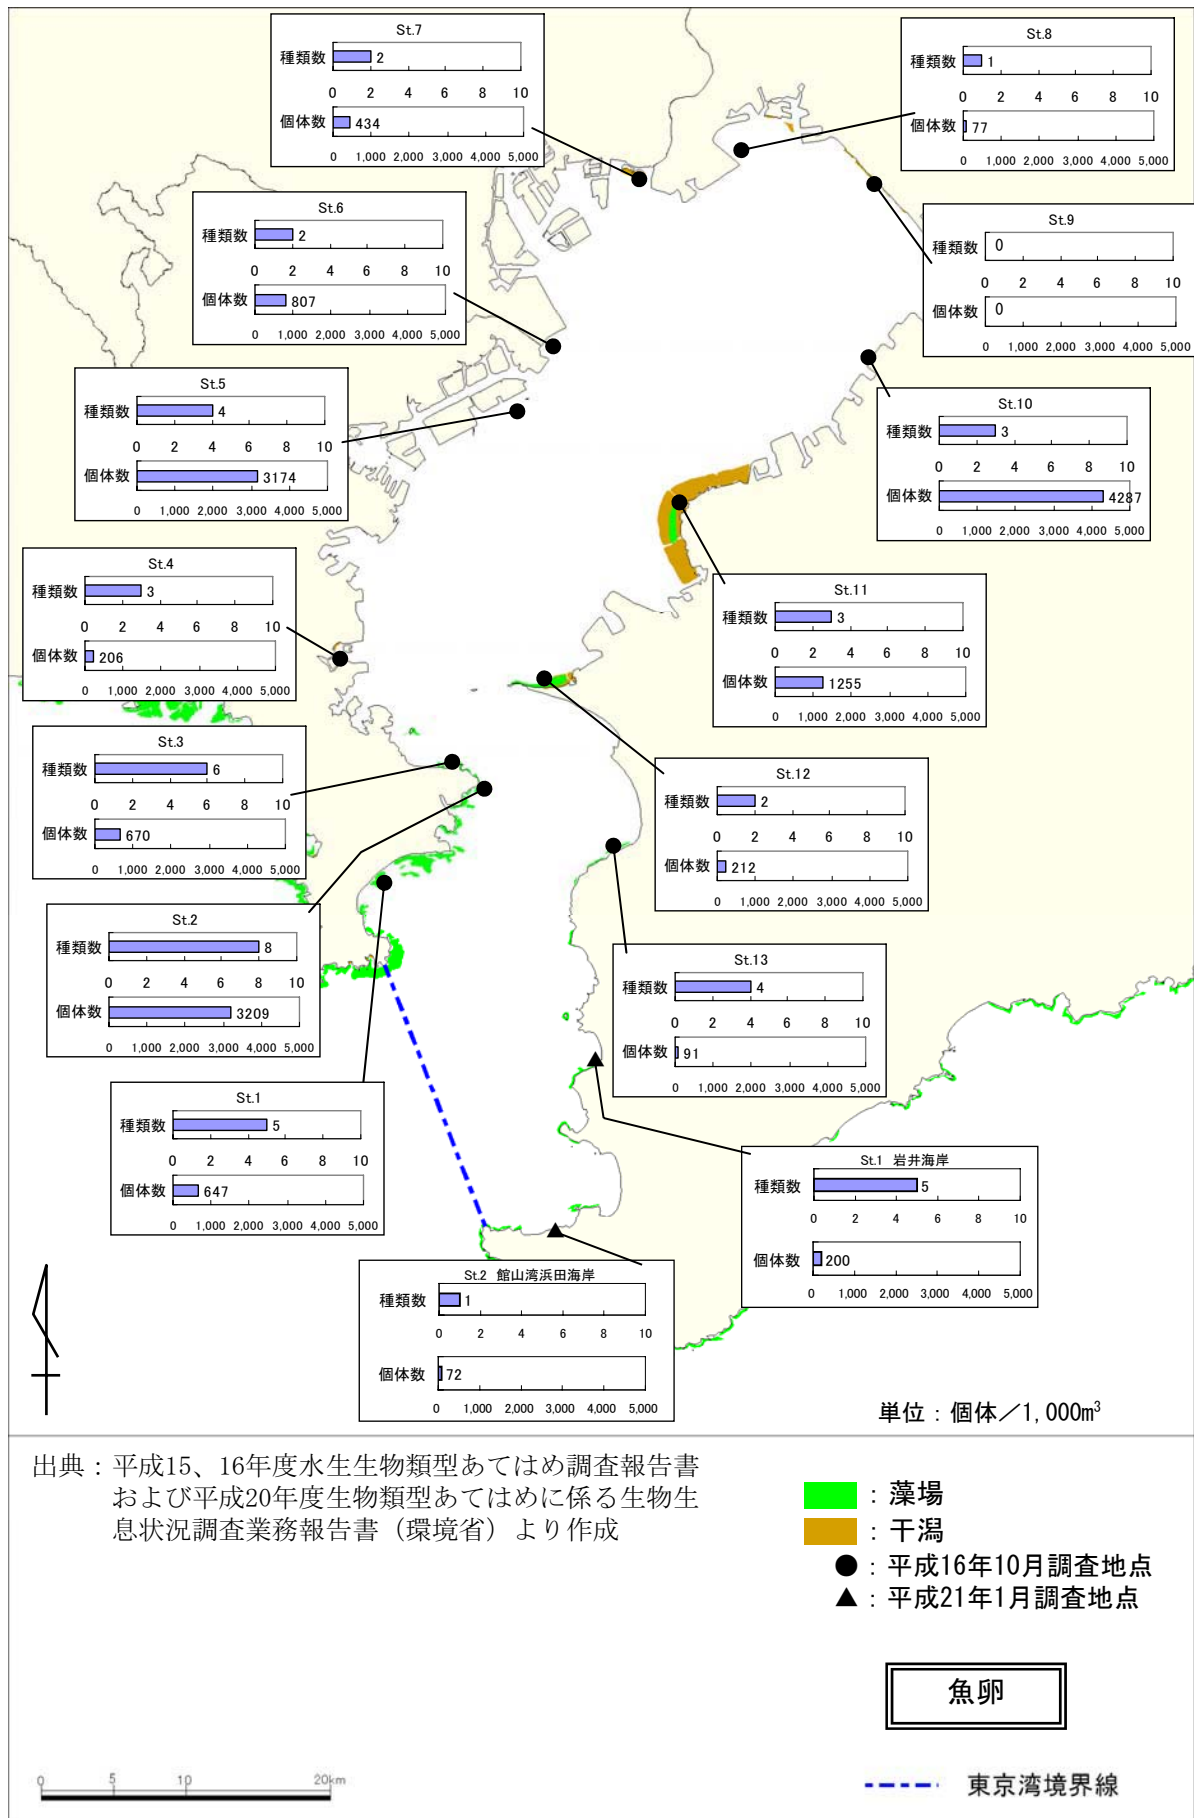 St.7
種類数
2
0 2 4 6 8 10
個体数
434
0 1,000 2,000 3,000 4,000 5,000
St.8
種類数
1
0 2 4 6 8 10
個体数
77
0 1,000 2,000 3,000 4,000 5,000
St.6
種類数
2
0 2 4 6 8 10
個体数
807
0 1,000 2,000 3,000 4,000 5,000
St.9
種類数
0
0 2 4 6 8 10
個体数
0
0 1,000 2,000 3,000 4,000 5,000
St.5
種類数
4
0 2 4 6 8 10
個体数
3174
0 1,000 2,000 3,000 4,000 5,000
St.10
種類数
3
0 2 4 6 8 10
個体数
4287
0 1,000 2,000 3,000 4,000 5,000
St.4
種類数
3
0 2 4 6 8 10
個体数
206
0 1,000 2,000 3,000 4,000 5,000
St.11
種類数
3
0 2 4 6 8 10
個体数
1255
0 1,000 2,000 3,000 4,000 5,000
St.3
種類数
6
0 2 4 6 8 10
個体数
670
0 1,000 2,000 3,000 4,000 5,000
St.12
種類数
2
0 2 4 6 8 10
個体数
212
0 1,000 2,000 3,000 4,000 5,000
St.2
種類数
8
0 2 4 6 8 10
個体数
3209
0 1,000 2,000 3,000 4,000 5,000
St.13
種類数
4
0 2 4 6 8 10
個体数
91
0 1,000 2,000 3,000 4,000 5,000
St.1
種類数
5
0 2 4 6 8 10
個体数
647
0 1,000 2,000 3,000 4,000 5,000
St.1 岩井海岸
種類数
5
0 2 4 6 8 10
個体数
200
0 1,000 2,000 3,000 4,000 5,000
St.2 館山湾浜田海岸
種類数
1
0 2 4 6 8 10
個体数
72
0 1,000 2,000 3,000 4,000 5,000
単位：個体／1,000m³
出典：平成15、16年度水生生物類型あてはめ調査報告書
および平成20年度生物類型あてはめに係る生物生
息状況調査業務報告書（環境省）より作成
：藻場
：干潟
●：平成16年10月調査地点
▲：平成21年1月調査地点
魚卵
0 5 10 20km
東京湾境界線